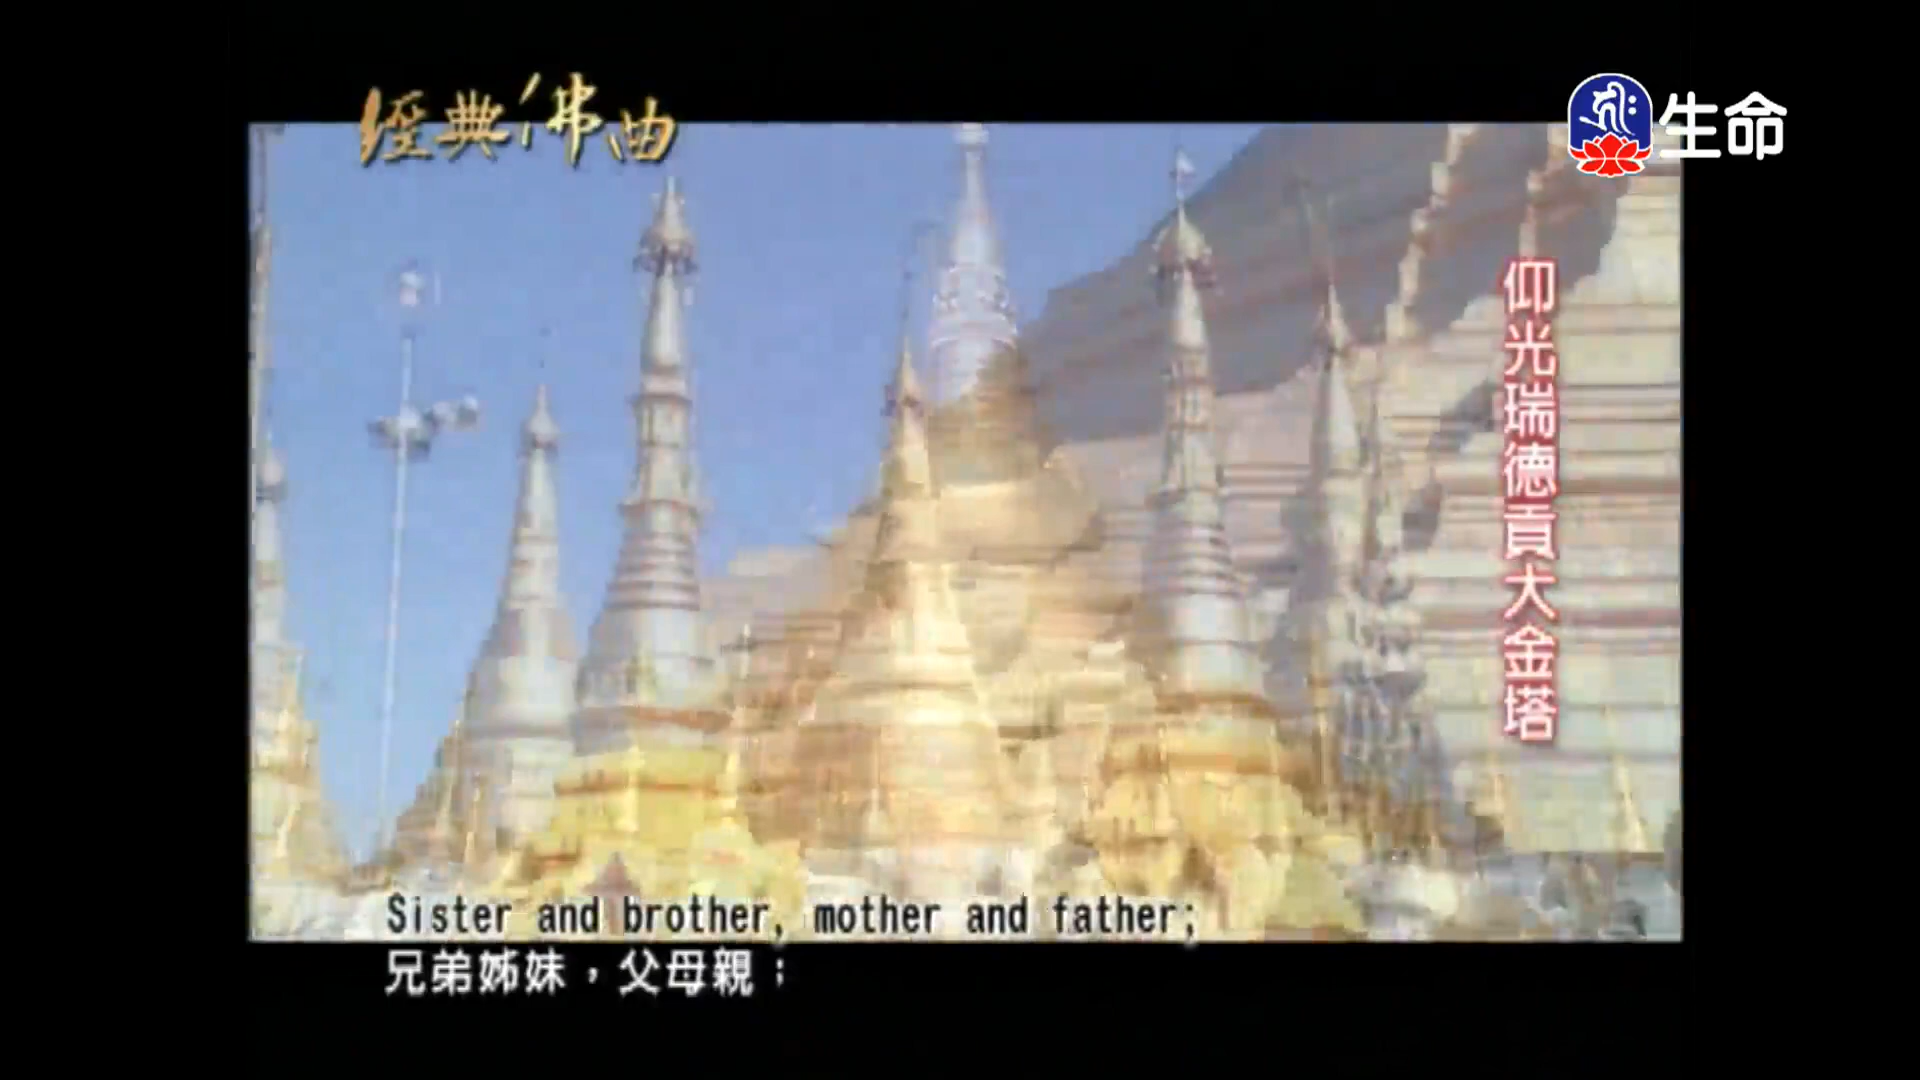 經典佛曲
生命
仰光瑞德貢大金塔
Sister and brother, mother and father;
兄弟姊妹，父母親；